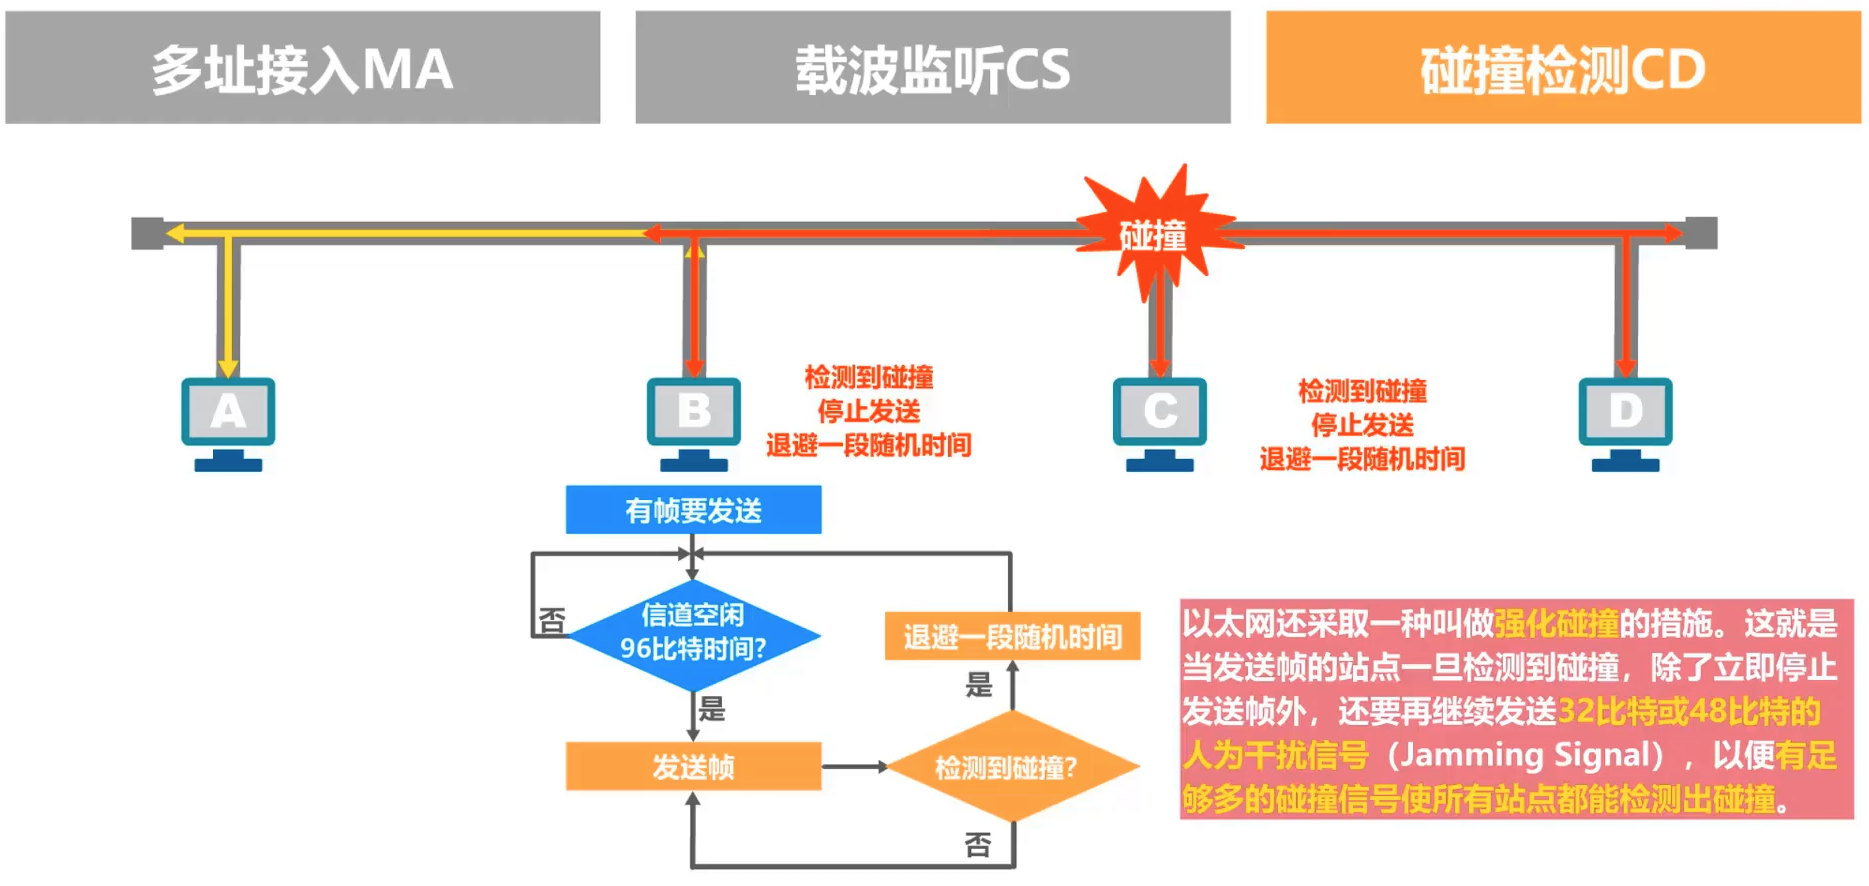 多址接入MA
载波监听CS
碰撞检测CD
碰撞
A
B
C
D
检测到碰撞
停止发送
退避一段随机时间
检测到碰撞
停止发送
退避一段随机时间
有帧要发送
信道空闲
96比特时间?
否
是
发送帧
检测到碰撞?
是
退避一段随机时间
否
以太网还采取一种叫做强化碰撞的措施。这就是
当发送帧的站点一旦检测到碰撞，除了立即停止
发送帧外，还要再继续发送32比特或48比特的
人为干扰信号（Jamming Signal），以便有足
够多的碰撞信号使所有站点都能检测出碰撞。